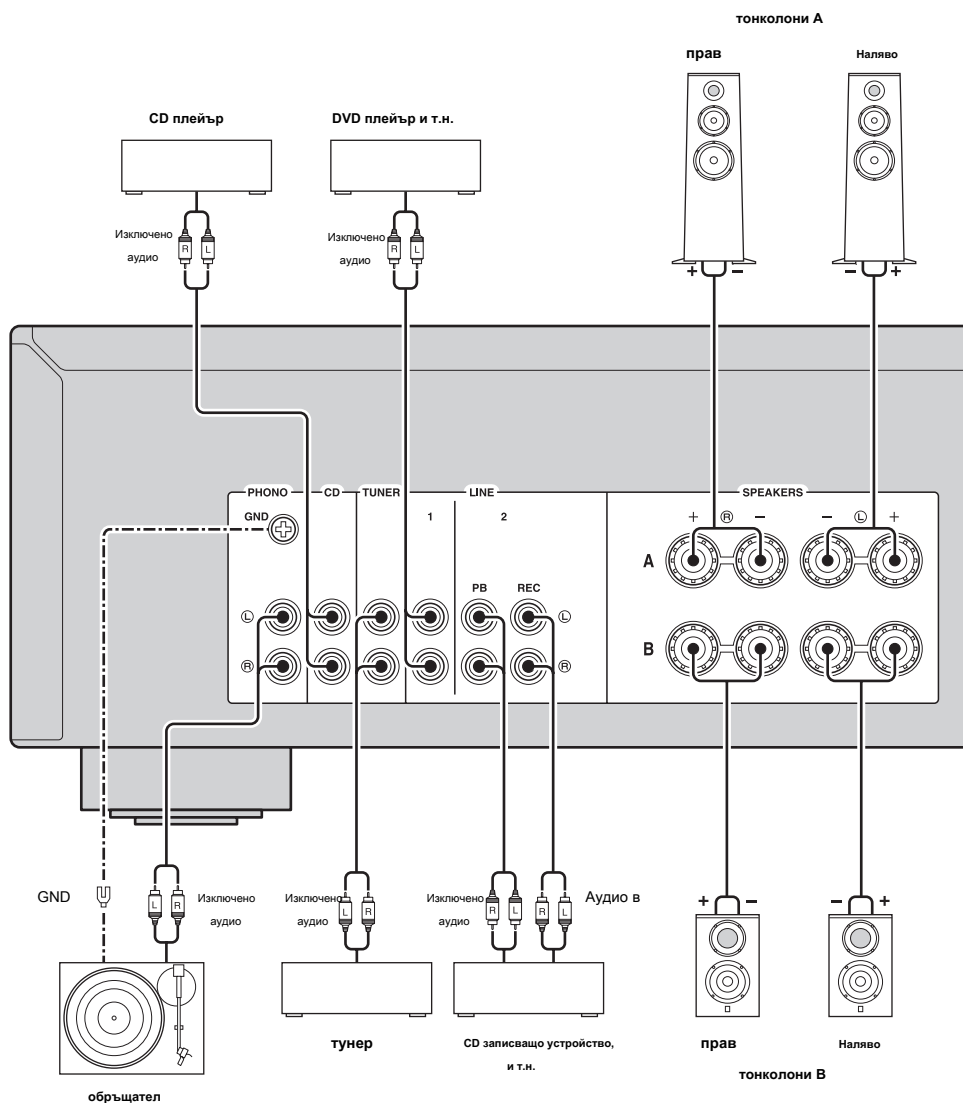 тонколони A
прав
Наляво
CD плейър
DVD плейър и т.н.
Изключено
аудио
R L
Изключено
аудио
R L
+ −
− +
PHONO
CD
TUNER
LINE
SPEAKERS
GND
1
2
+ R −
− L +
A
PB
REC
L
L
R
R
B
GND
L R
Изключено
аудио
Изключено
аудио
L R
Изключено
аудио
R L
R L
Аудио в
+ −
− +
тунер
CD записващо устройство,
и т.н.
прав
Наляво
тонколони B
обръщател